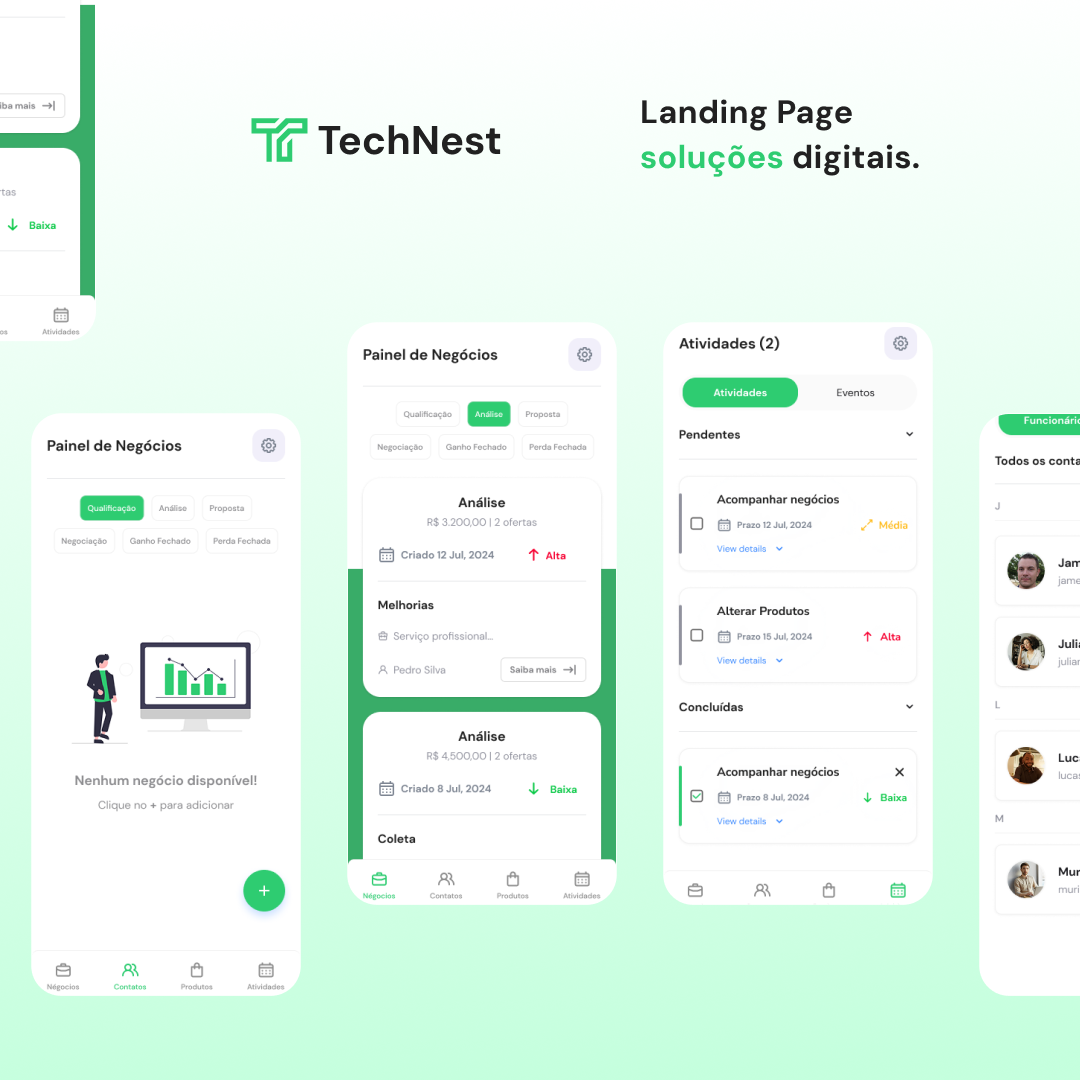 iba mais
rtas
Baixa
os
Atividades
TechNest
Landing Page
soluções digitais.
Painel de Negócios
Qualificação
Análise
Proposta
Negociação
Ganho Fechado
Perda Fechada
Nenhum negócio disponível!
Clique no + para adicionar
+
Négocios
Contatos
Produtos
Atividades
Painel de Negócios
Qualificação
Análise
Proposta
Negociação
Ganho Fechado
Perda Fechada
Análise
R$ 3.200,00 | 2 ofertas
Criado 12 Jul, 2024
Alta
Melhorias
Serviço profissional...
Pedro Silva
Saiba mais
Análise
R$ 4,500,00 | 2 ofertas
Criado 8 Jul, 2024
Baixa
Coleta
Négocios
Contatos
Produtos
Atividades
Atividades (2)
Atividades
Eventos
Pendentes
Acompanhar negócios
Prazo 12 Jul, 2024
Média
View details
Alterar Produtos
Prazo 15 Jul, 2024
Alta
View details
Concluídas
Acompanhar negócios
Prazo 8 Jul, 2024
Baixa
View details
Funcionário
Todos os conta
J
Jam
jame
Julia
julian
L
Luca
lucas
M
Mur
muri